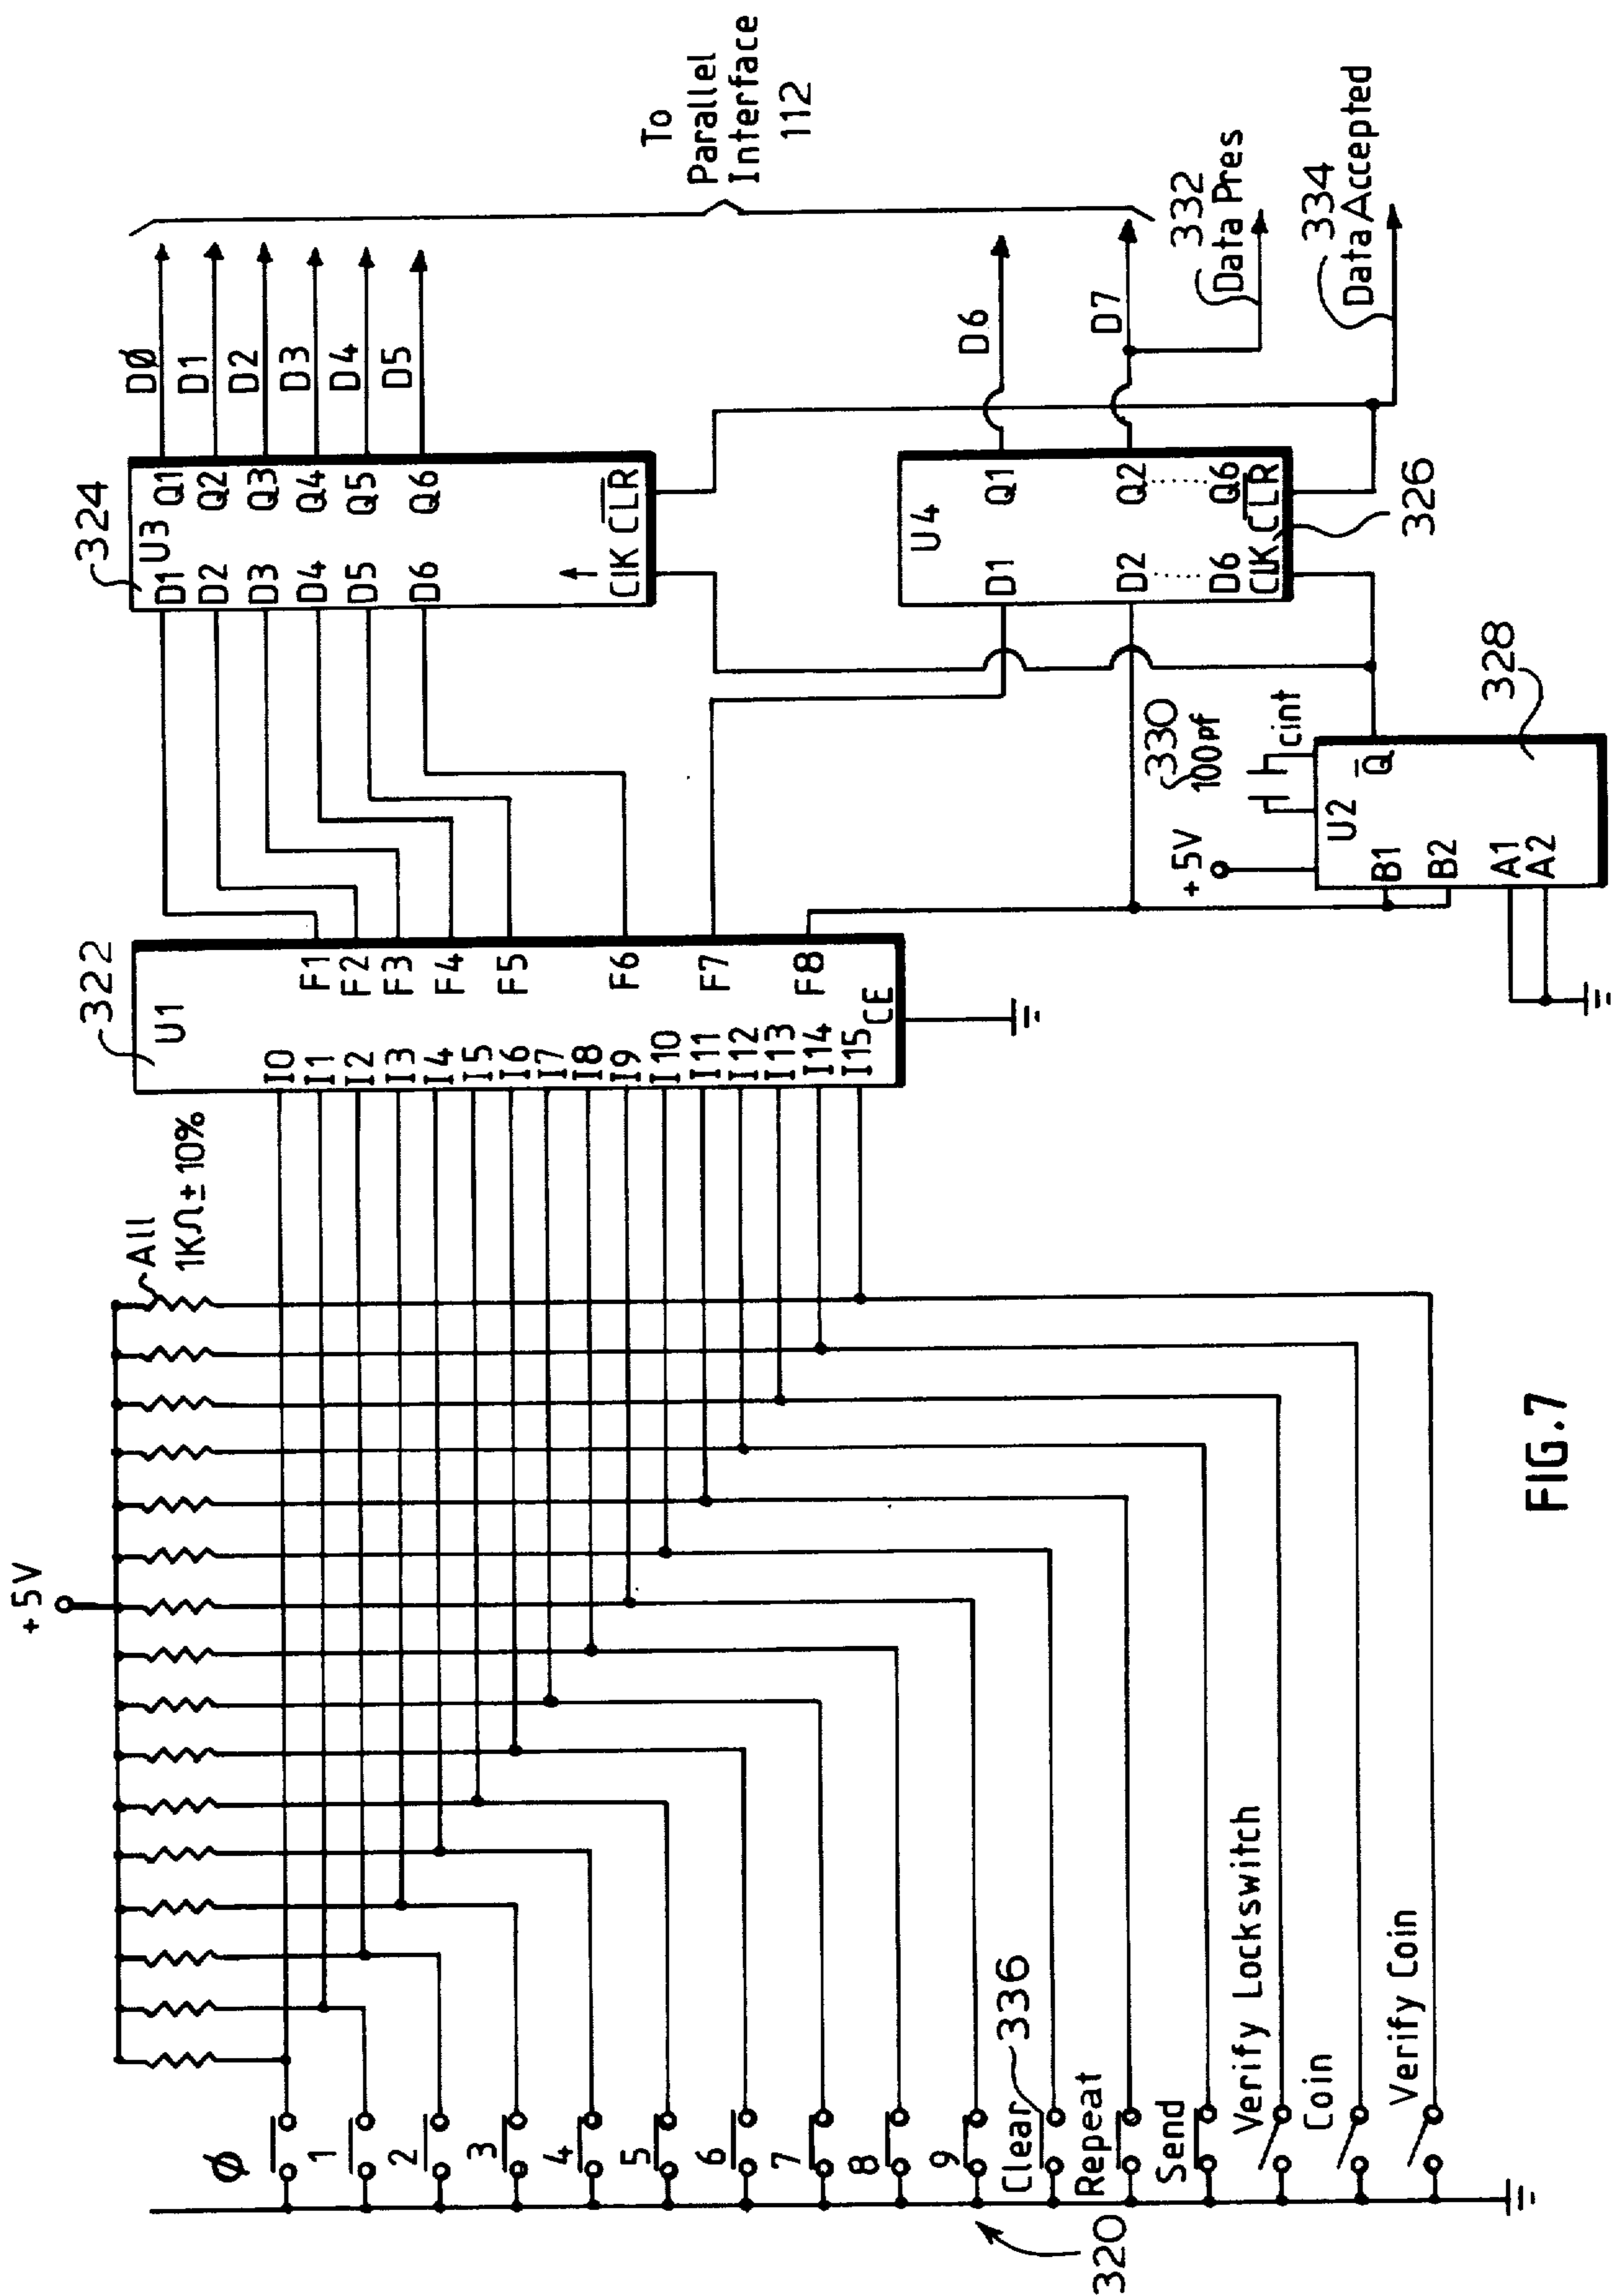 +5V
All
1KΩ±10%
322
U1
I0
I1
I2
I3
I4
I5
I6
I7
I8
I9
I10
I11
I12
I13
I14
I15
F1
F2
F3
F4
F5
F6
F7
F8
CE
324
U3
D1
D2
D3
D4
D5
D6
Q1
Q2
Q3
Q4
Q5
Q6
ClK
CLR
DØ
D1
D2
D3
D4
D5
To
Parallel
Interface
112
U4
D1
D2
D6
Q1
Q2
Q6
CLK
CLR
326
D6
D7
332
Data Pres
334
Data Accepted
330
100pf
cint
+5V
U2
Q
B1
B2
A1
A2
328
Ø
1
2
3
4
5
6
7
8
9
Clear
336
Repeat
Send
Verify Lockswitch
Coin
Verify Coin
320
FIG.7